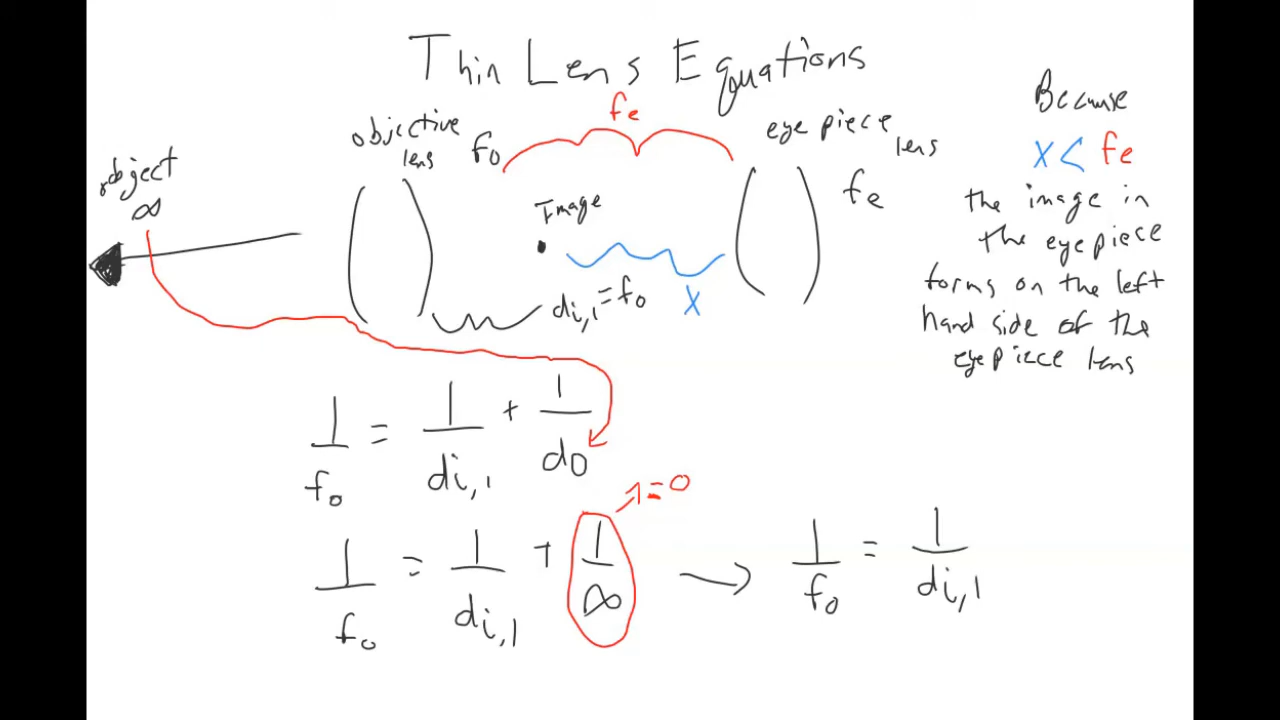 Thin Lens Equations
fe
objective
lens
fo
eyepiece
lens
fe
object
∞
Image
di,1 = fo
x
Because
x < fe
the image in
the eyepiece
forms on the left
hand side of the
eyepiece lens
1/fo = 1/di,1 + 1/do
1/fo = 1/di,1 + 1/∞ → 1/fo = 1/di,1
= 0